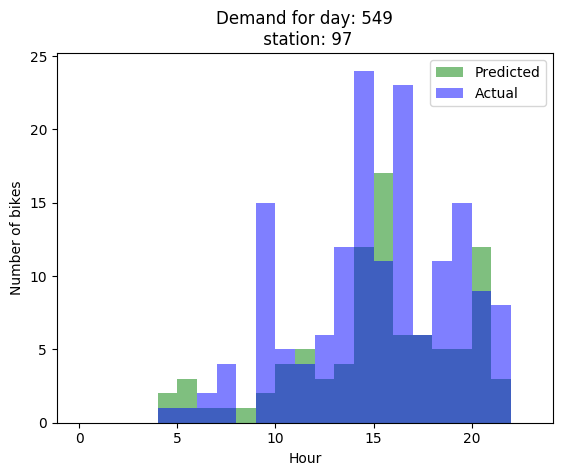 Demand for day: 549
station: 97
Predicted
Actual
Number of bikes
25
20
15
10
5
0
0
5
10
15
20
Hour